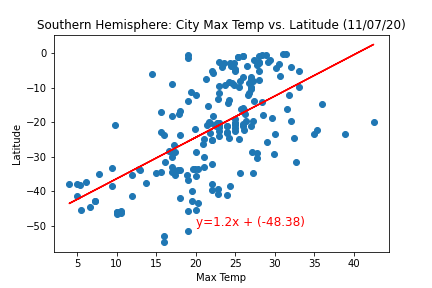 Southern Hemisphere: City Max Temp vs. Latitude (11/07/20)
0
−10
−20
−30
−40
−50
Latitude
y=1.2x + (-48.38)
5 10 15 20 25 30 35 40
Max Temp